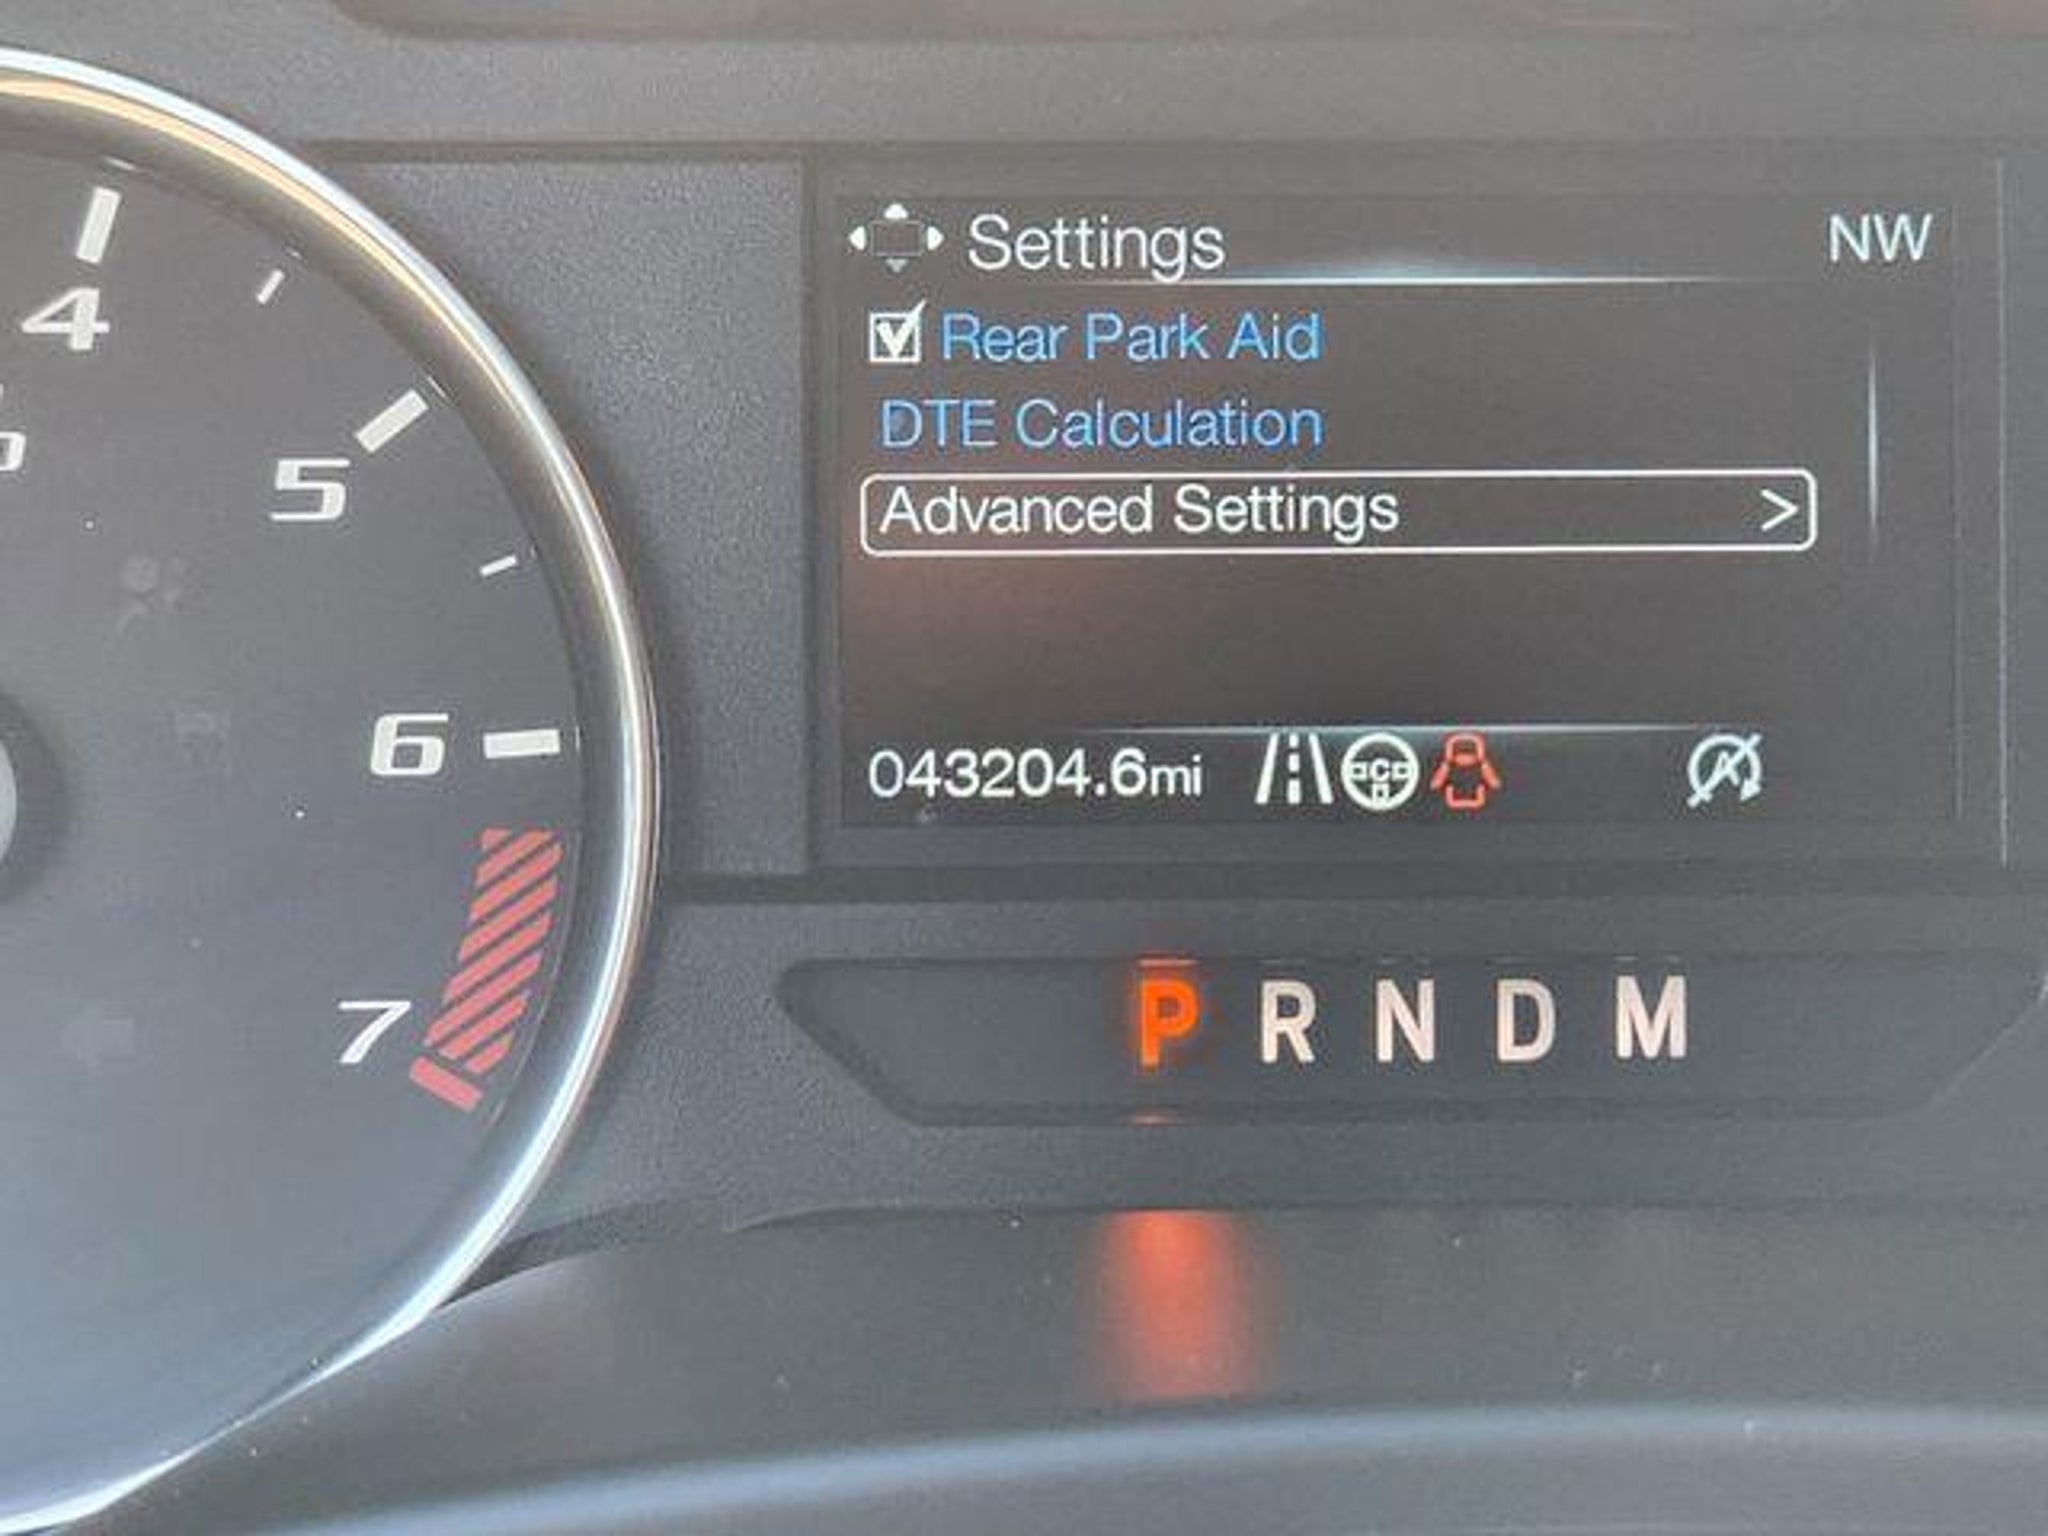 Settings
NW
Rear Park Aid
DTE Calculation
Advanced Settings >
043204.6mi
P R N D M
4
5
6
7